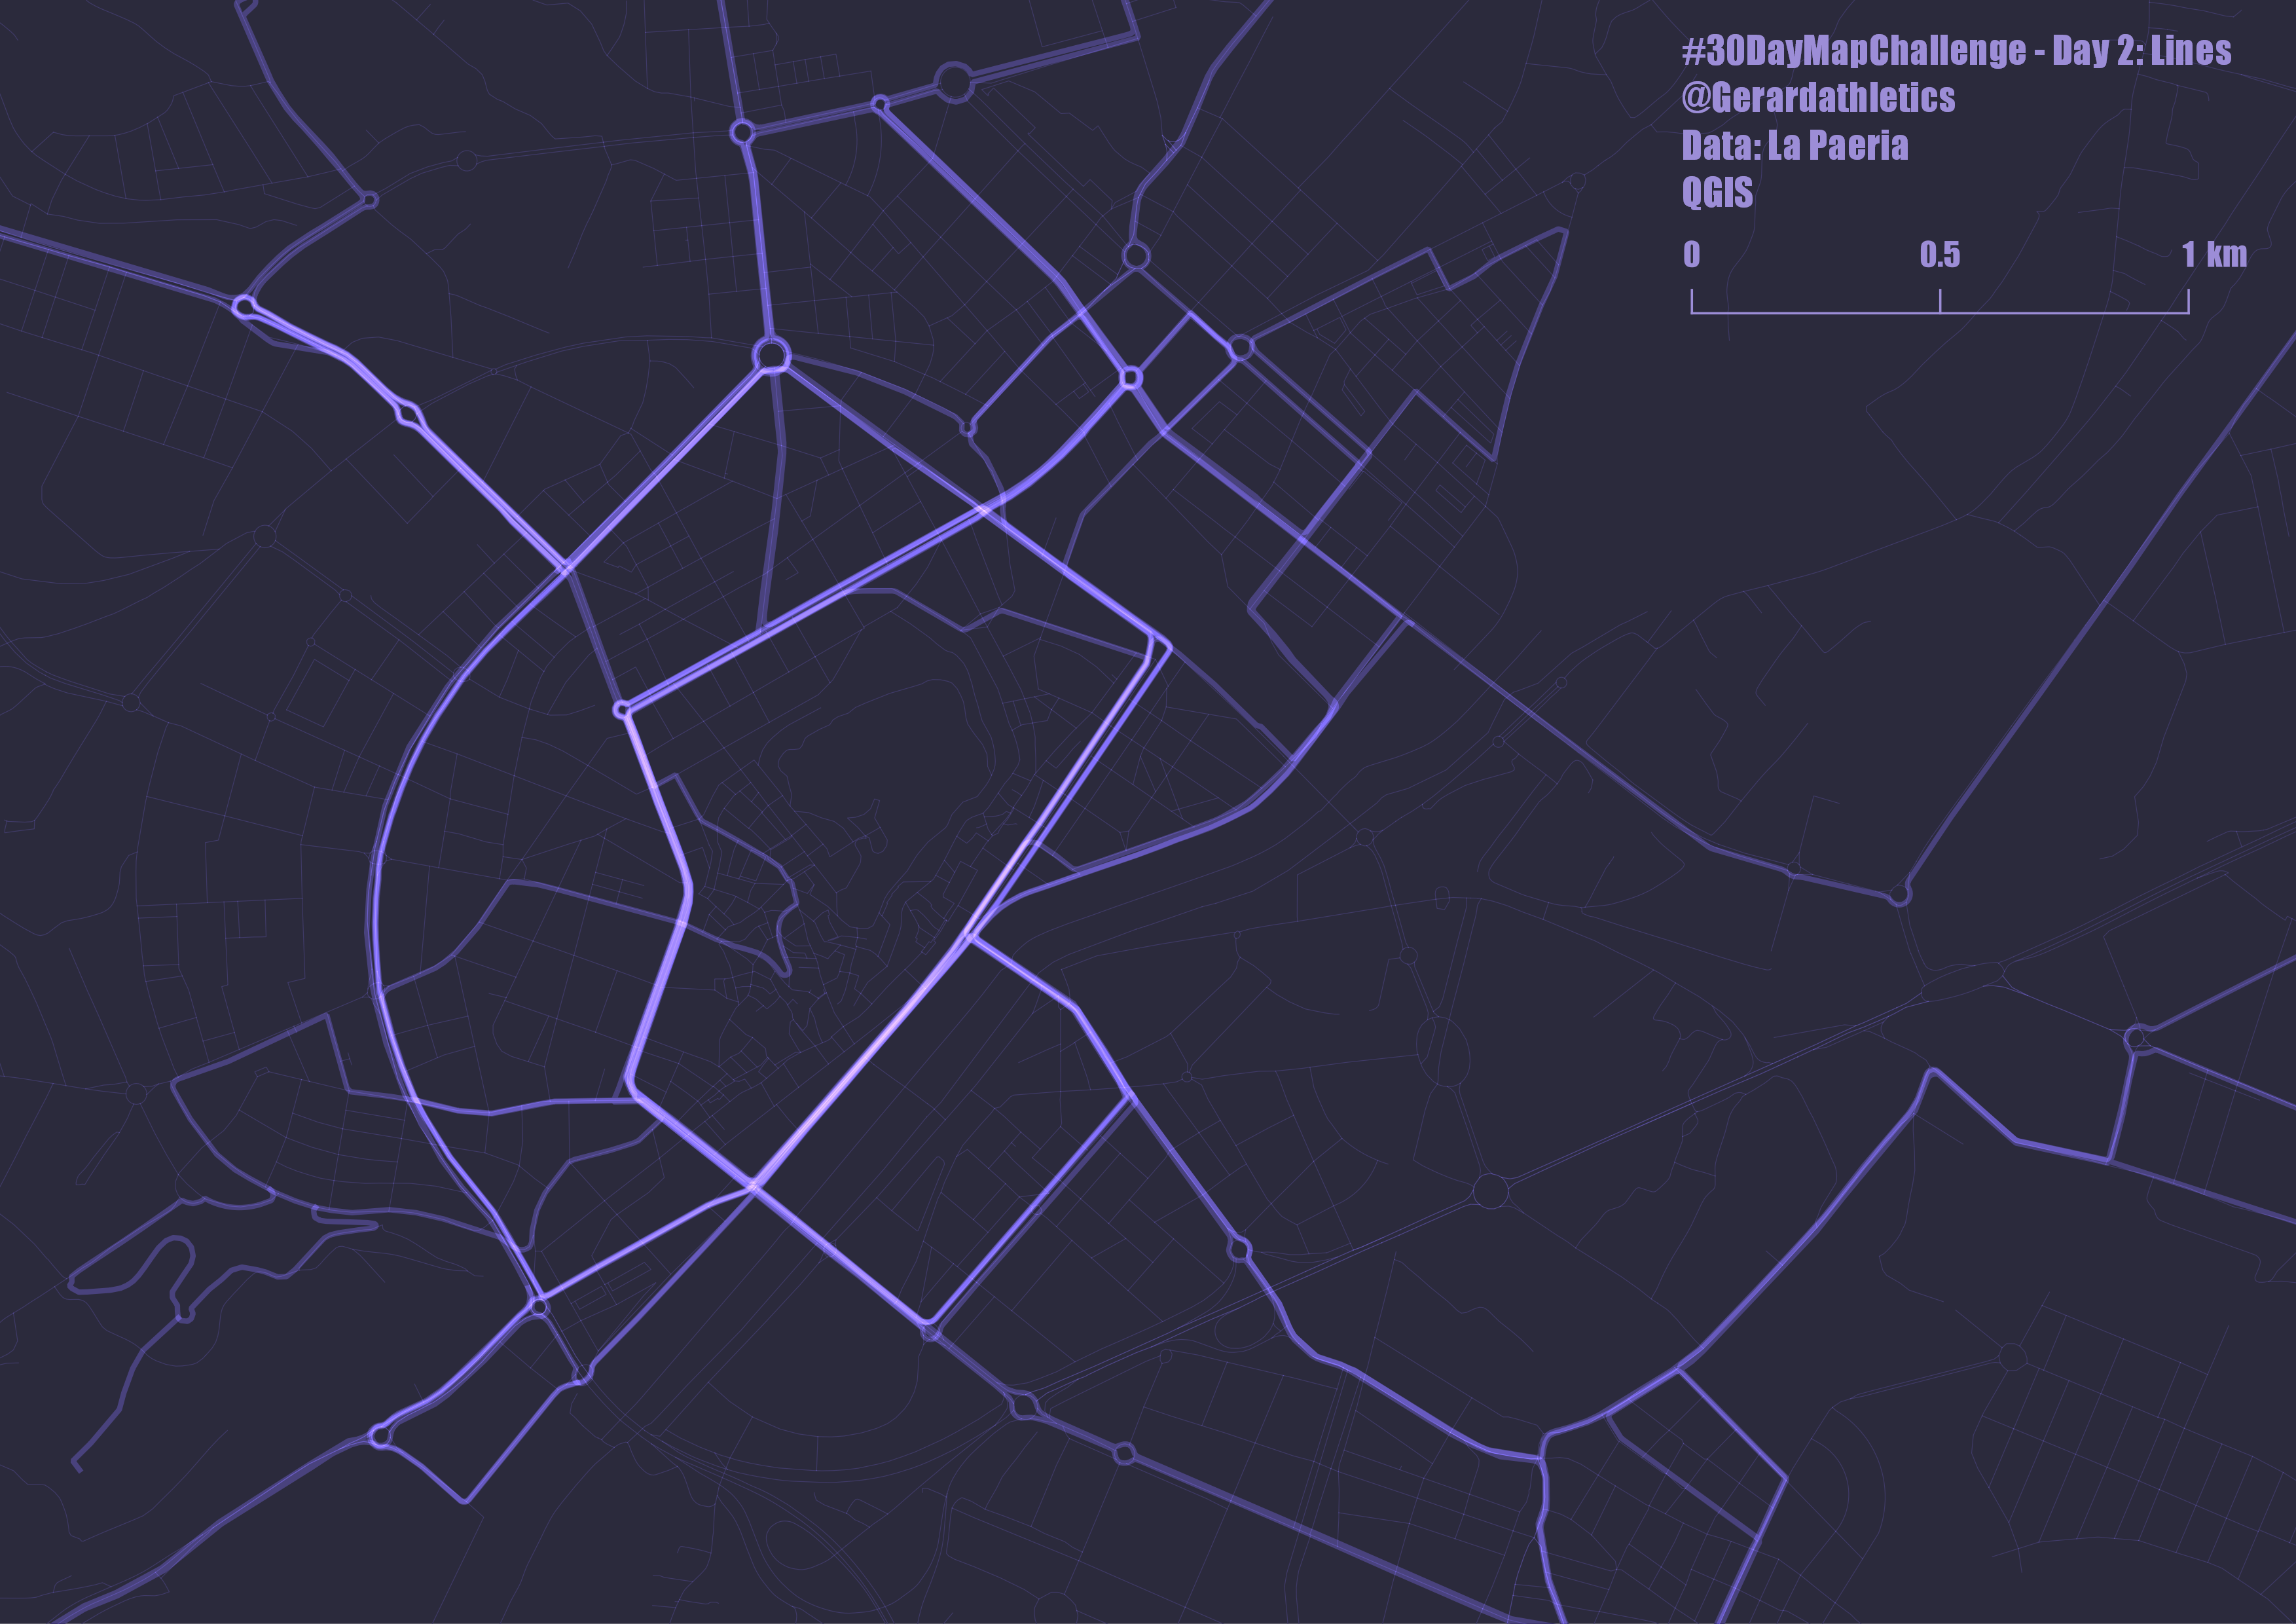 #30DayMapChallenge - Day 2: Lines
@Gerardathletics
Data: La Paeria
QGIS
0 0.5 1 km